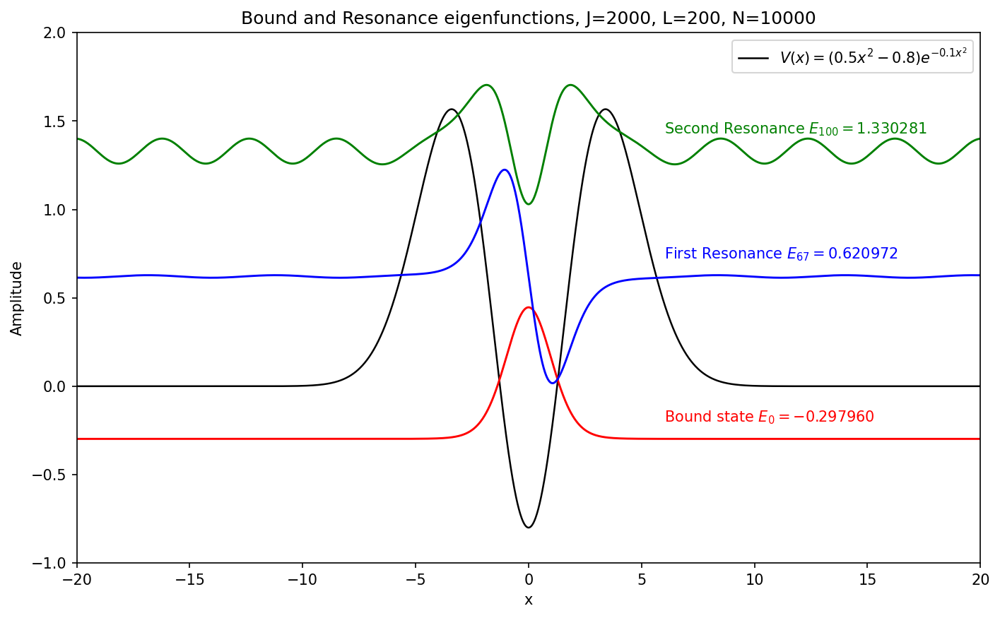 Bound and Resonance eigenfunctions, J=2000, L=200, N=10000
2.0
V(x) = (0.5x² − 0.8)e^{−0.1x²}
1.5
Second Resonance E₁₀₀ = 1.330281
1.0
First Resonance E₆₇ = 0.620972
Amplitude
0.5
0.0
Bound state E₀ = −0.297960
−0.5
−1.0
−20 −15 −10 −5 0 5 10 15 20
x